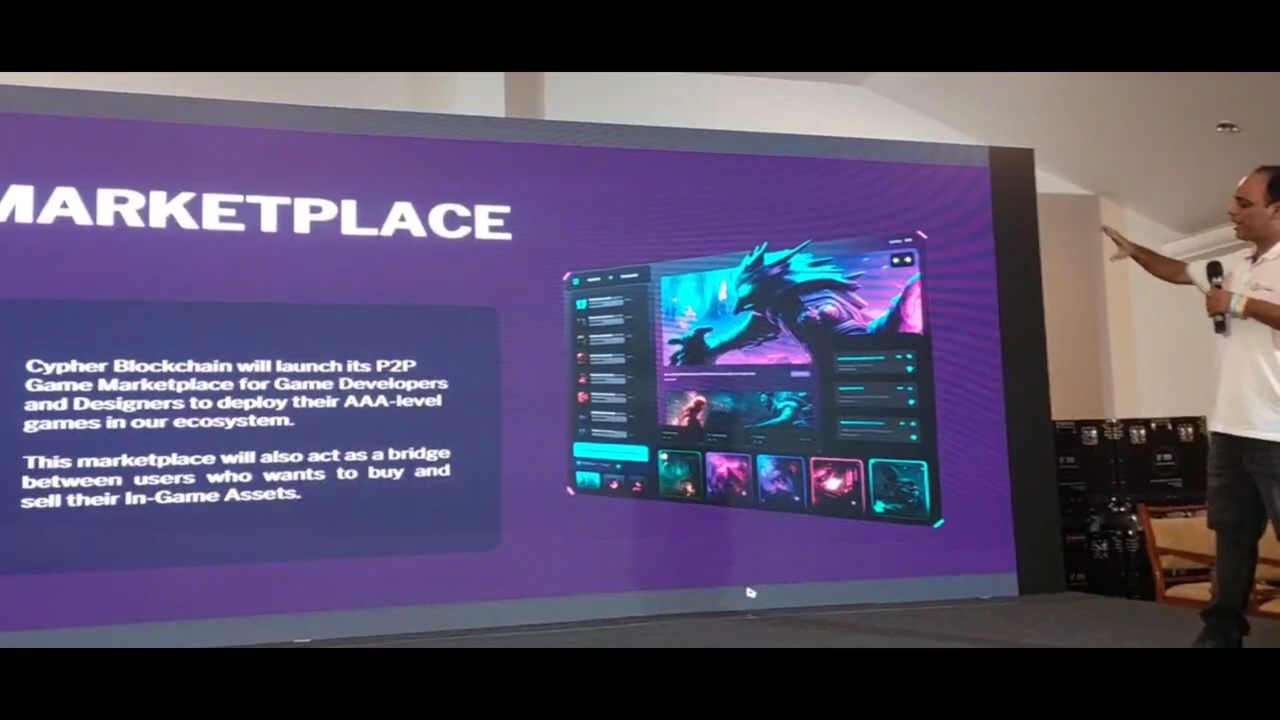 MARKETPLACE
Cypher Blockchain will launch its P2P
Game Marketplace for Game Developers
and Designers to deploy their AAA-level
games in our ecosystem.
This marketplace will also act as a bridge
between users who wants to buy and
sell their In-Game Assets.